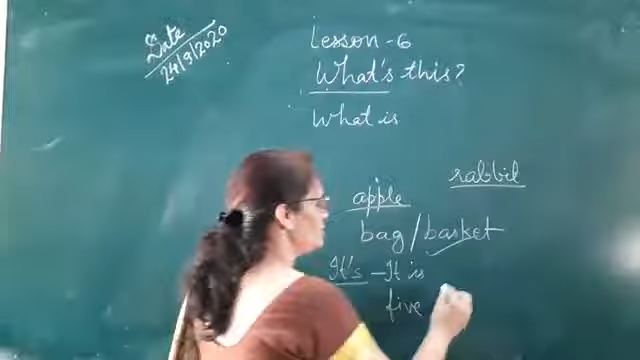 Date
24/9/2020
Lesson - 6
What's this?
What is
rabbit
apple
bag / basket
It's - It is
five